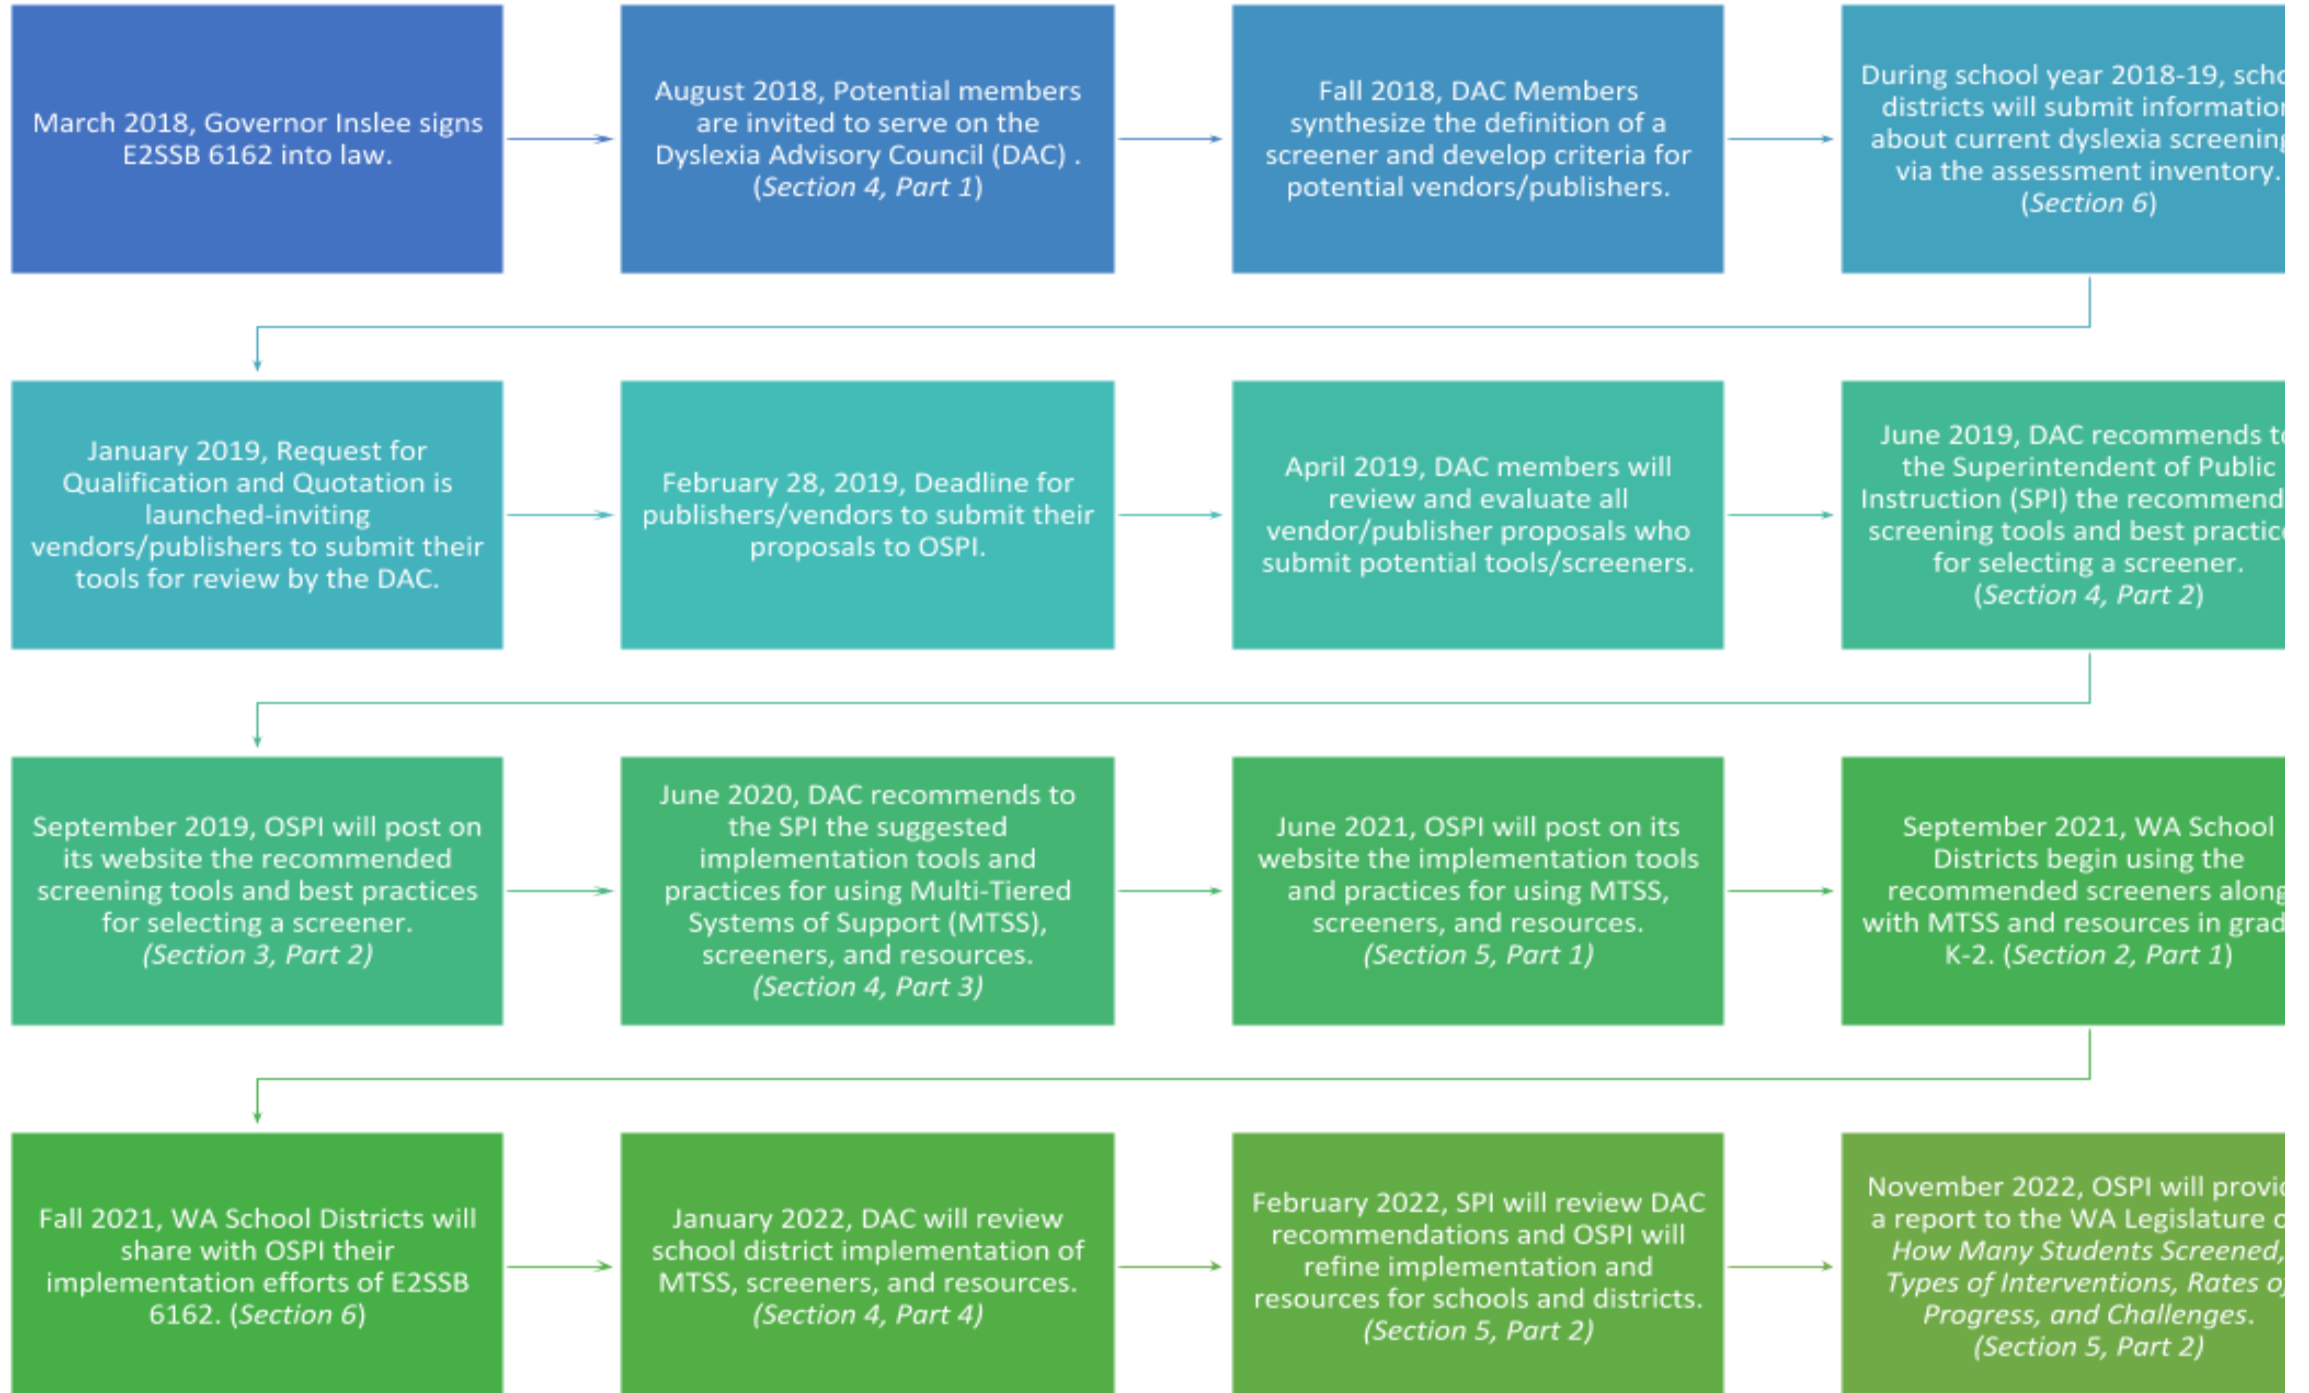 March 2018, Governor Inslee signs
E2SSB 6162 into law.
August 2018, Potential members
are invited to serve on the
Dyslexia Advisory Council (DAC) .
(Section 4, Part 1)
Fall 2018, DAC Members
synthesize the definition of a
screener and develop criteria for
potential vendors/publishers.
During school year 2018-19, scho
districts will submit information
about current dyslexia screening
via the assessment inventory.
(Section 6)
January 2019, Request for
Qualification and Quotation is
launched-inviting
vendors/publishers to submit their
tools for review by the DAC.
February 28, 2019, Deadline for
publishers/vendors to submit their
proposals to OSPI.
April 2019, DAC members will
review and evaluate all
vendor/publisher proposals who
submit potential tools/screeners.
June 2019, DAC recommends to
the Superintendent of Public
Instruction (SPI) the recommend
screening tools and best practice
for selecting a screener.
(Section 4, Part 2)
September 2019, OSPI will post on
its website the recommended
screening tools and best practices
for selecting a screener.
(Section 3, Part 2)
June 2020, DAC recommends to
the SPI the suggested
implementation tools and
practices for using Multi-Tiered
Systems of Support (MTSS),
screeners, and resources.
(Section 4, Part 3)
June 2021, OSPI will post on its
website the implementation tools
and practices for using MTSS,
screeners, and resources.
(Section 5, Part 1)
September 2021, WA School
Districts begin using the
recommended screeners along
with MTSS and resources in grad
K-2. (Section 2, Part 1)
Fall 2021, WA School Districts will
share with OSPI their
implementation efforts of E2SSB
6162. (Section 6)
January 2022, DAC will review
school district implementation of
MTSS, screeners, and resources.
(Section 4, Part 4)
February 2022, SPI will review DAC
recommendations and OSPI will
refine implementation and
resources for schools and districts.
(Section 5, Part 2)
November 2022, OSPI will provid
a report to the WA Legislature o
How Many Students Screened,
Types of Interventions, Rates of
Progress, and Challenges.
(Section 5, Part 2)